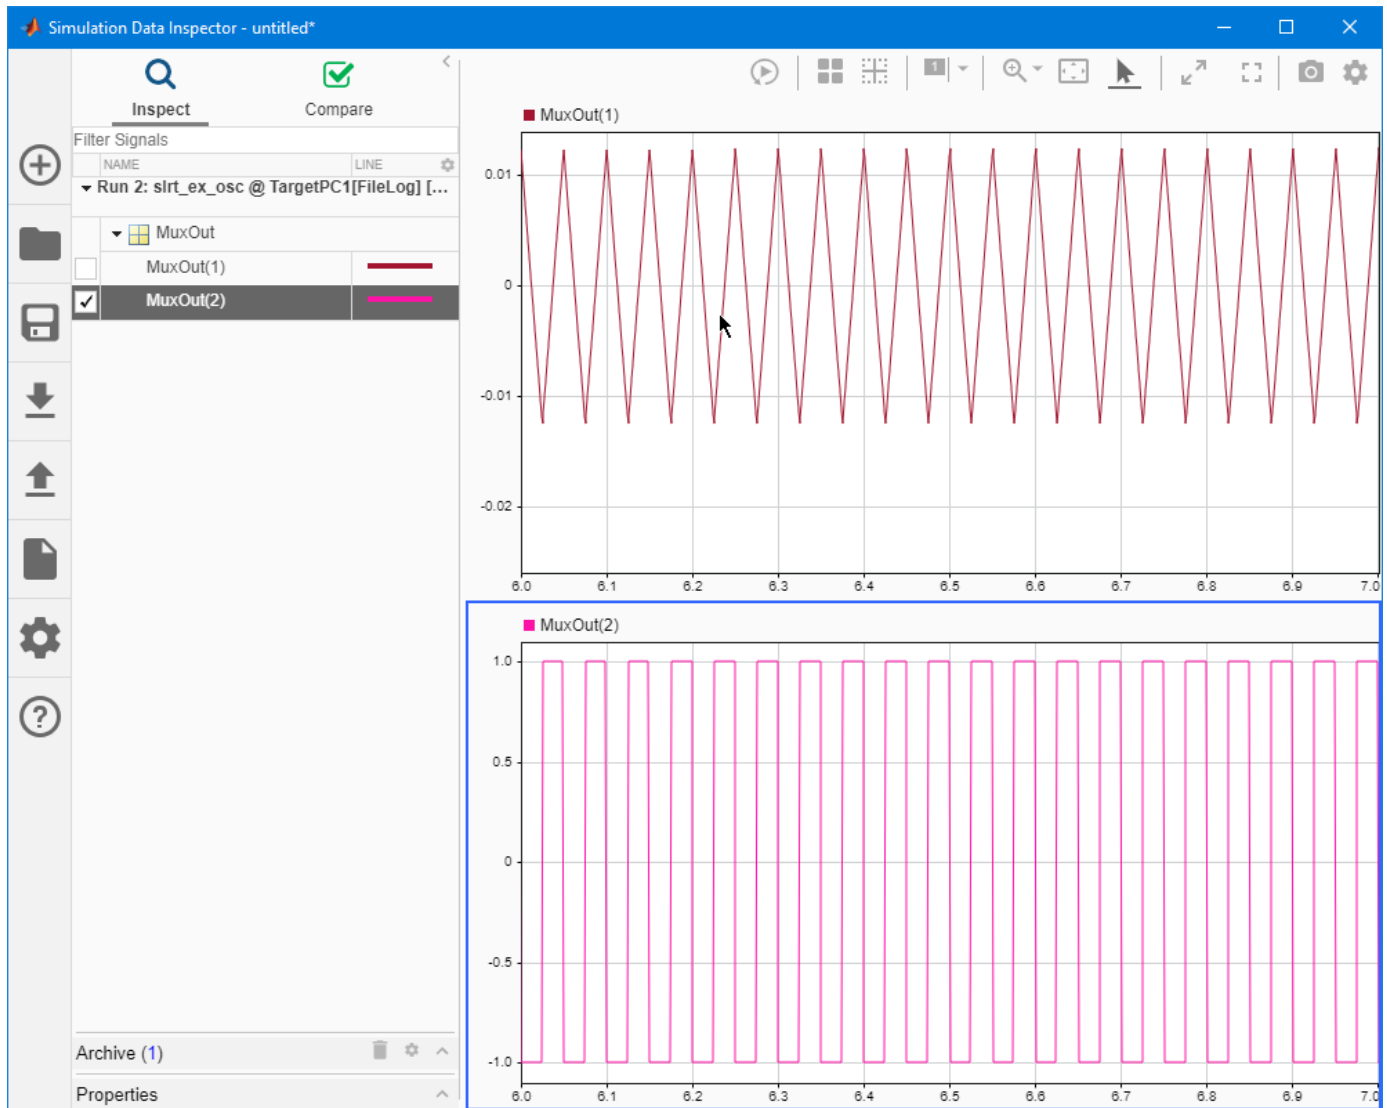 Simulation Data Inspector - untitled*
Inspect
Compare
Filter Signals
NAME
LINE
Run 2: slrt_ex_osc @ TargetPC1[FileLog] [...
MuxOut
MuxOut(1)
MuxOut(2)
Archive (1)
Properties
1
MuxOut(1)
0.01
0
-0.01
-0.02
6.0 6.1 6.2 6.3 6.4 6.5 6.6 6.7 6.8 6.9 7.0
MuxOut(2)
1.0
0.5
0
-0.5
-1.0
6.0 6.1 6.2 6.3 6.4 6.5 6.6 6.7 6.8 6.9 7.0